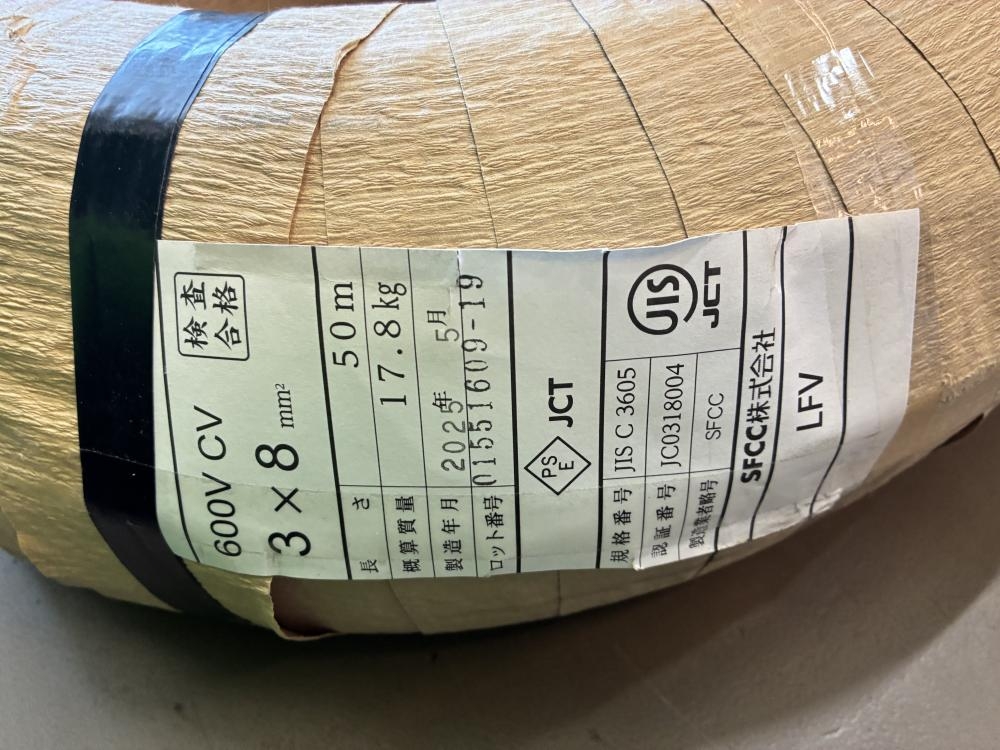 600V CV
検査
合格
3×8 mm²
長さ 50m
概算質量 17.8kg
製造年月 2025年 5月
ロット番号 01551609-19
PSE JCT
JIS
JCT
規格番号 JIS C 3605
認証番号 JC0318004
製造業者略号 SFCC
SFCC株式会社
LFV